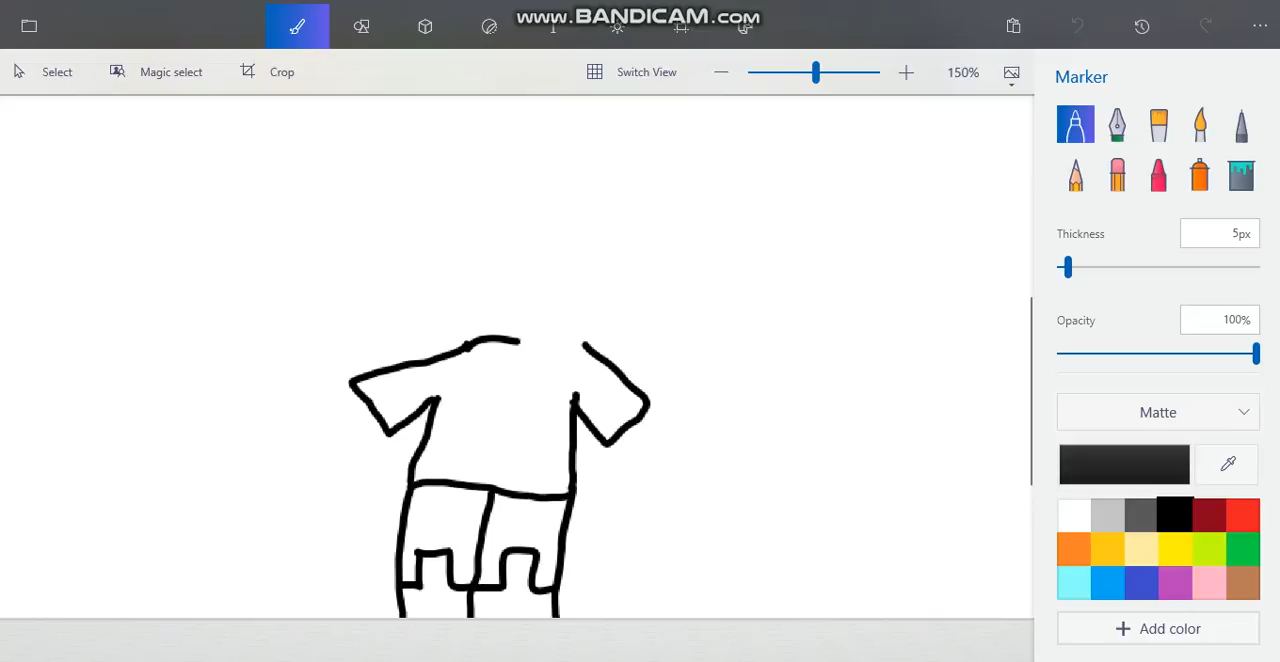 www.BANDICAM.com
Select
Magic select
Crop
Switch View
150%
Marker
Thickness
5px
Opacity
100%
Matte
Add color